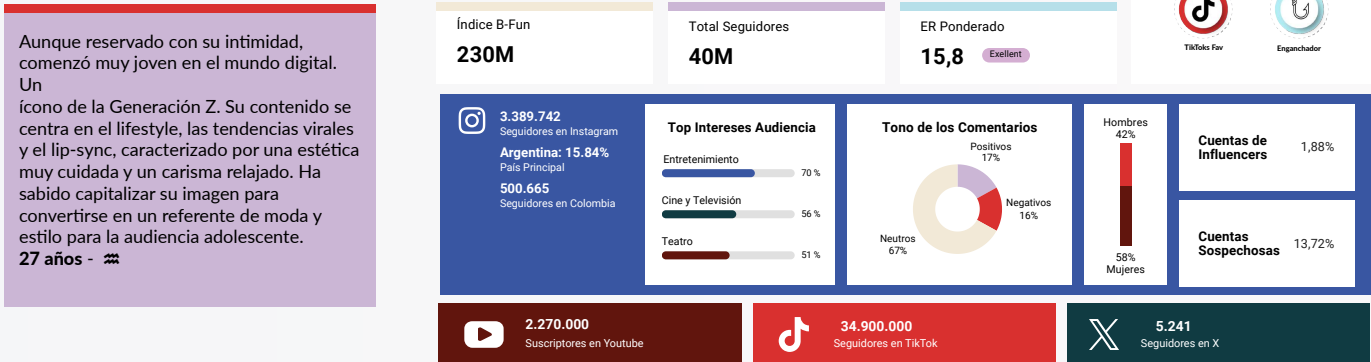 Aunque reservado con su intimidad,
comenzó muy joven en el mundo digital.
Un
ícono de la Generación Z. Su contenido se
centra en el lifestyle, las tendencias virales
y el lip-sync, caracterizado por una estética
muy cuidada y un carisma relajado. Ha
sabido capitalizar su imagen para
convertirse en un referente de moda y
estilo para la audiencia adolescente.
27 años - ♒
Índice B-Fun
230M
Total Seguidores
40M
ER Ponderado
15,8 Exellent
TikToks Fav
Enganchador
3.389.742
Seguidores en Instagram
Argentina: 15.84%
País Principal
500.665
Seguidores en Colombia
Top Intereses Audiencia
Entretenimiento
70 %
Cine y Televisión
56 %
Teatro
51 %
Tono de los Comentarios
Positivos
17%
Negativos
16%
Neutros
67%
Hombres
42%
58%
Mujeres
Cuentas de
Influencers
1,88%
Cuentas
Sospechosas
13,72%
2.270.000
Suscriptores en Youtube
34.900.000
Seguidores en TikTok
5.241
Seguidores en X